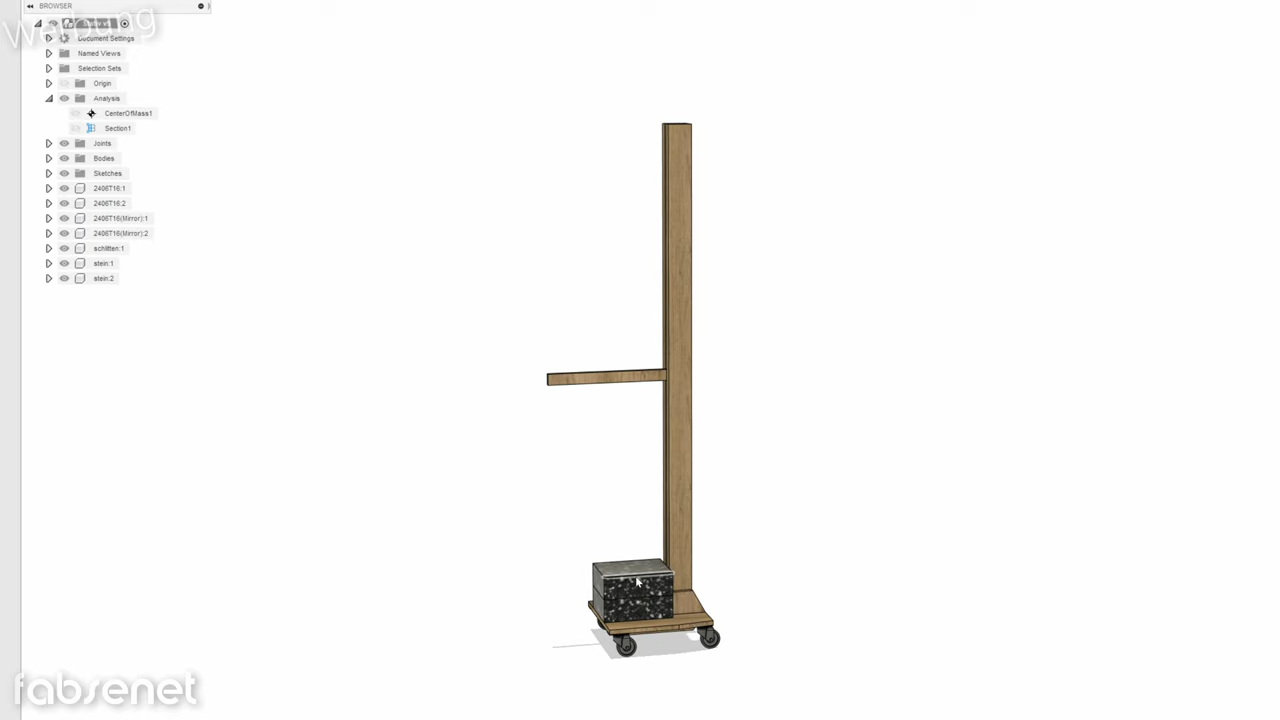 BROWSER
Werbung
Document Settings
Named Views
Selection Sets
Origin
Analysis
CenterOfMass1
Section1
Joints
Bodies
Sketches
2406T16:1
2406T16:2
2406T16(Mirror):1
2406T16(Mirror):2
schlitten:1
stein:1
stein:2
fabsenet